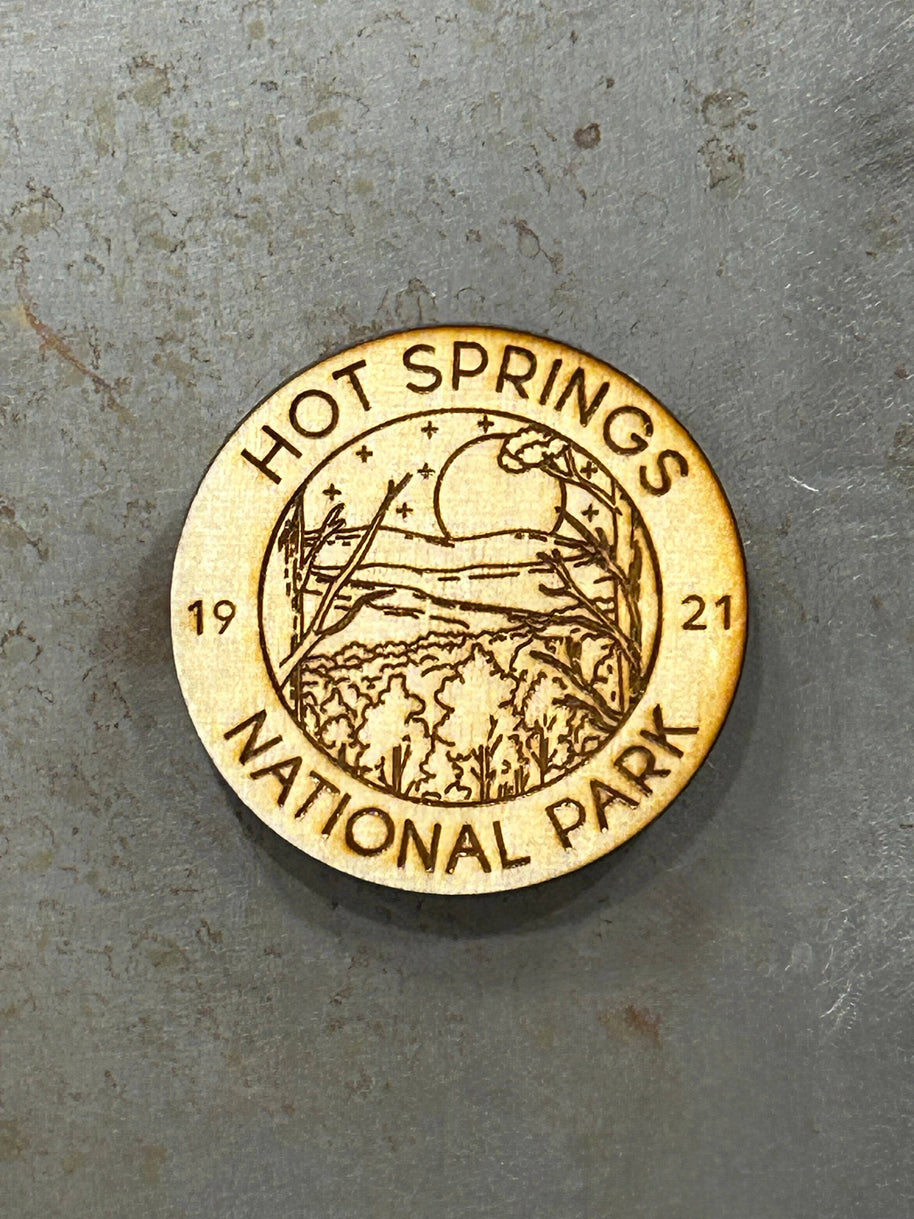 HOT SPRINGS
19 21
NATIONAL PARK